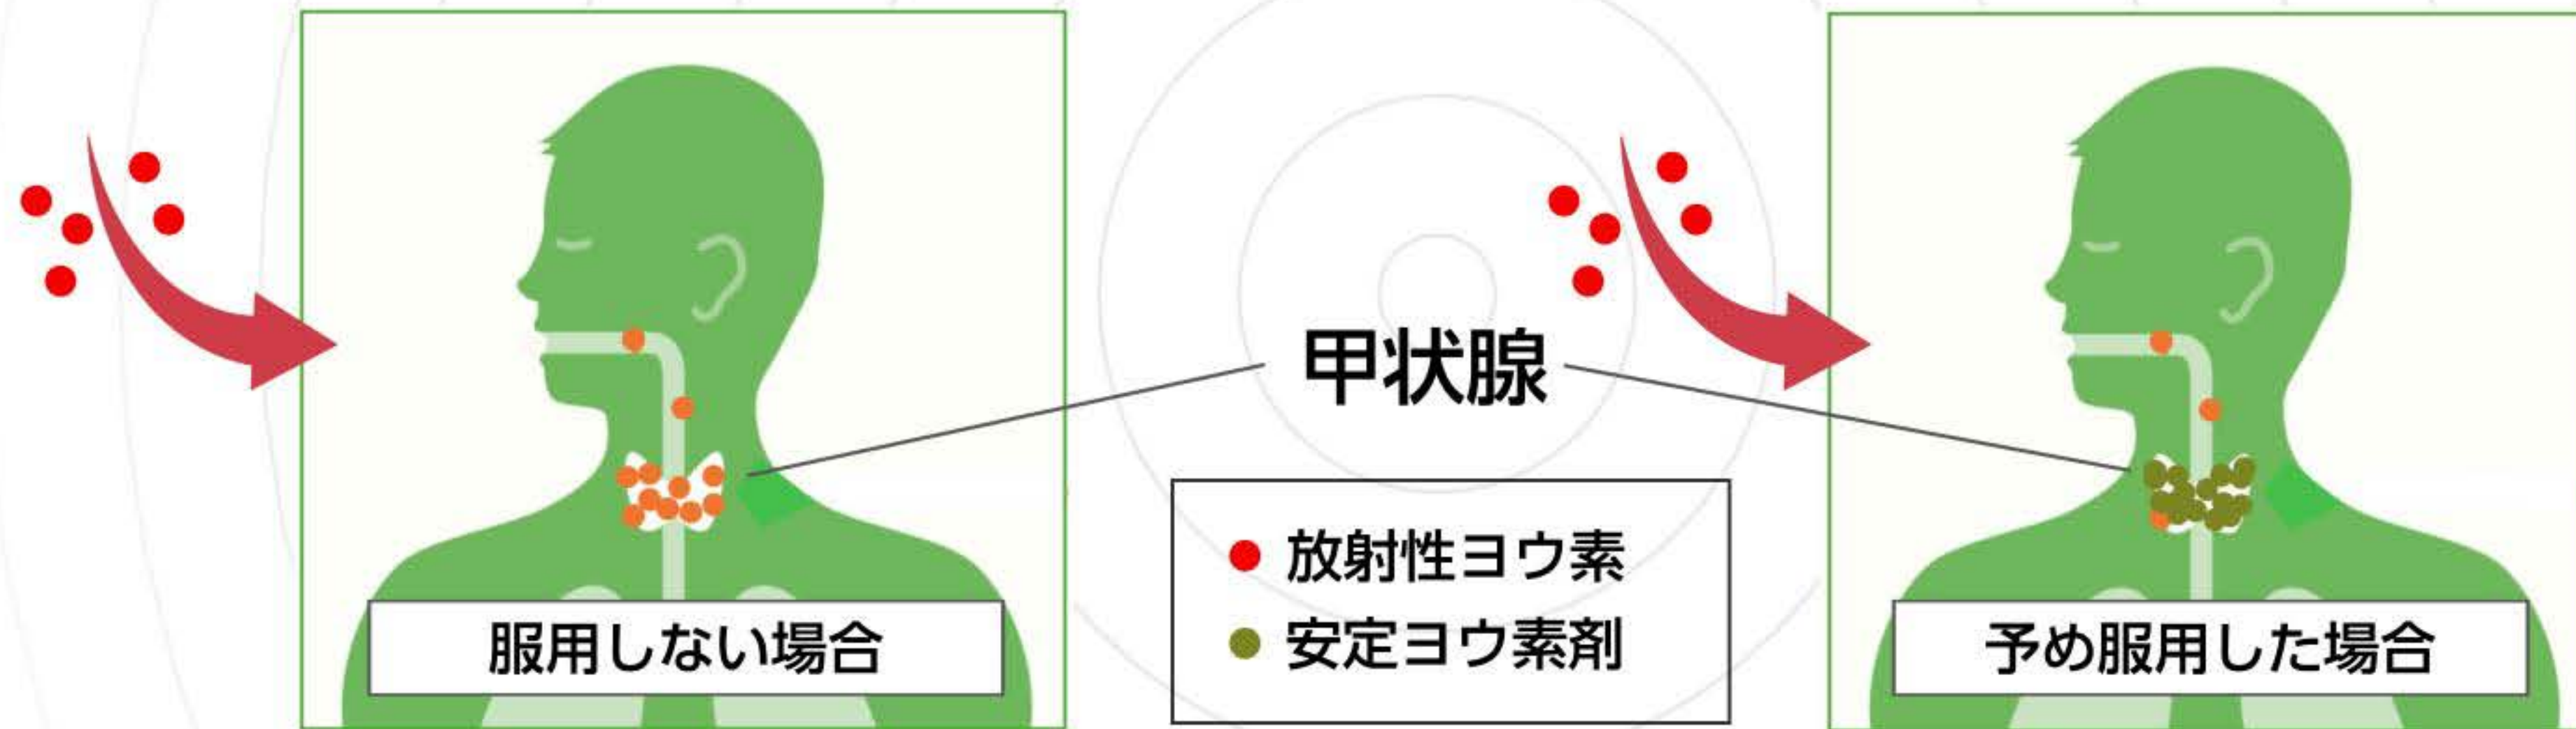 甲状腺
放射性ヨウ素
安定ヨウ素剤
服用しない場合
予め服用した場合